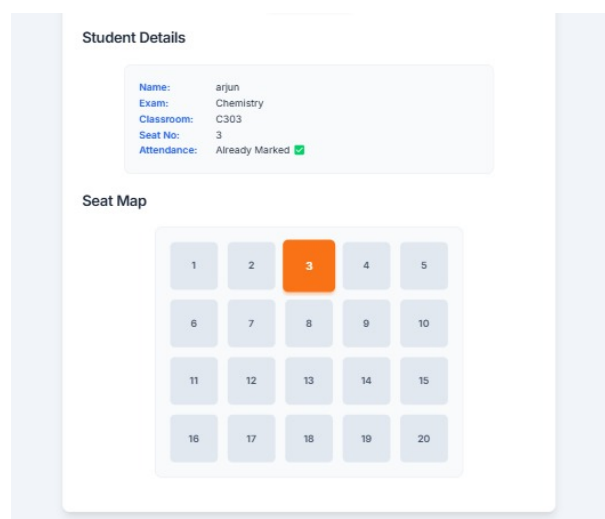 Student Details
Name: arjun
Exam: Chemistry
Classroom: C303
Seat No: 3
Attendance: Already Marked ✅
Seat Map
1 2 3 4 5
6 7 8 9 10
11 12 13 14 15
16 17 18 19 20